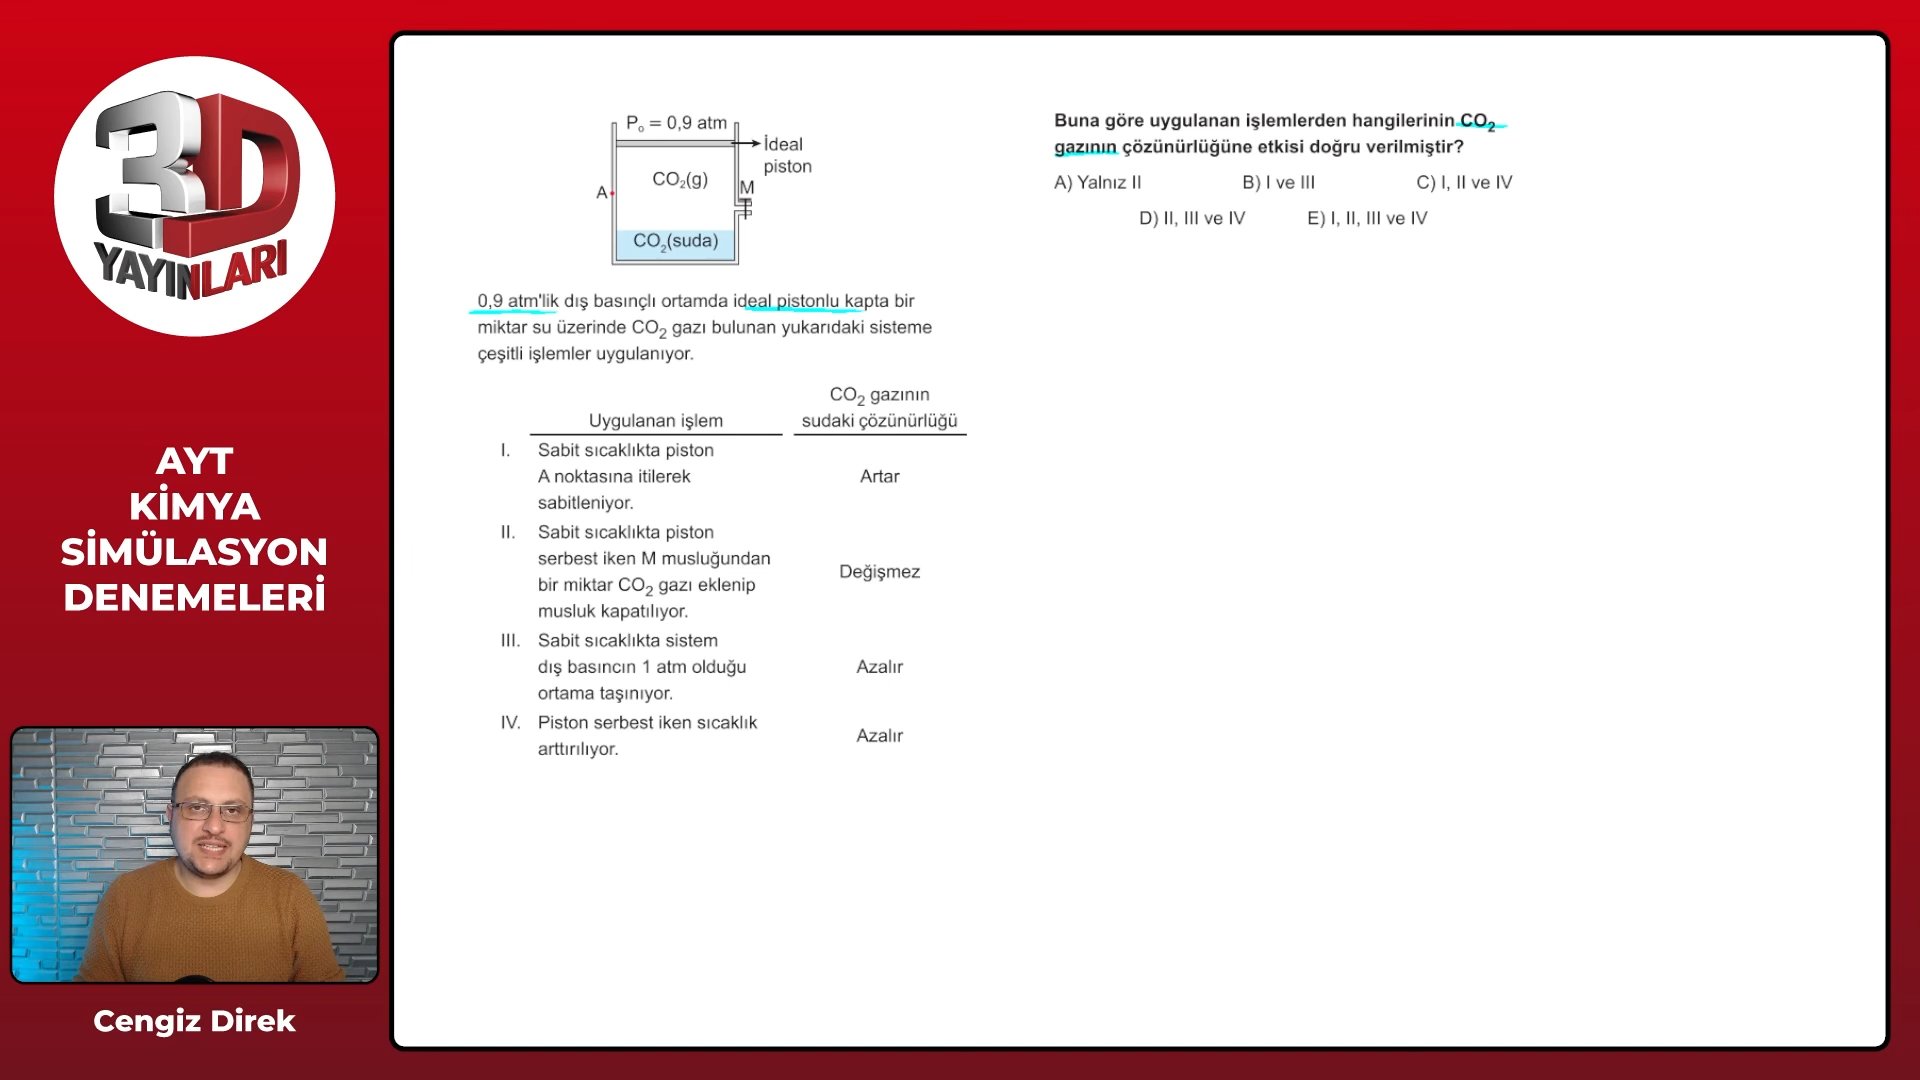 3D
YAYINLARI
AYT
KİMYA
SİMÜLASYON
DENEMELERİ
Cengiz Direk
P₀ = 0,9 atm
İdeal
piston
A
CO₂(g)
M
CO₂(suda)
0,9 atm'lik dış basınçlı ortamda ideal pistonlu kapta bir
miktar su üzerinde CO₂ gazı bulunan yukarıdaki sisteme
çeşitli işlemler uygulanıyor.
CO₂ gazının
Uygulanan işlem sudaki çözünürlüğü
I. Sabit sıcaklıkta piston
A noktasına itilerek Artar
sabitleniyor.
II. Sabit sıcaklıkta piston
serbest iken M musluğundan
Değişmez
bir miktar CO₂ gazı eklenip
musluk kapatılıyor.
III. Sabit sıcaklıkta sistem
dış basıncın 1 atm olduğu Azalır
ortama taşınıyor.
IV. Piston serbest iken sıcaklık
Azalır
arttırılıyor.
Buna göre uygulanan işlemlerden hangilerinin CO₂
gazının çözünürlüğüne etkisi doğru verilmiştir?
A) Yalnız II B) I ve III C) I, II ve IV
D) II, III ve IV E) I, II, III ve IV